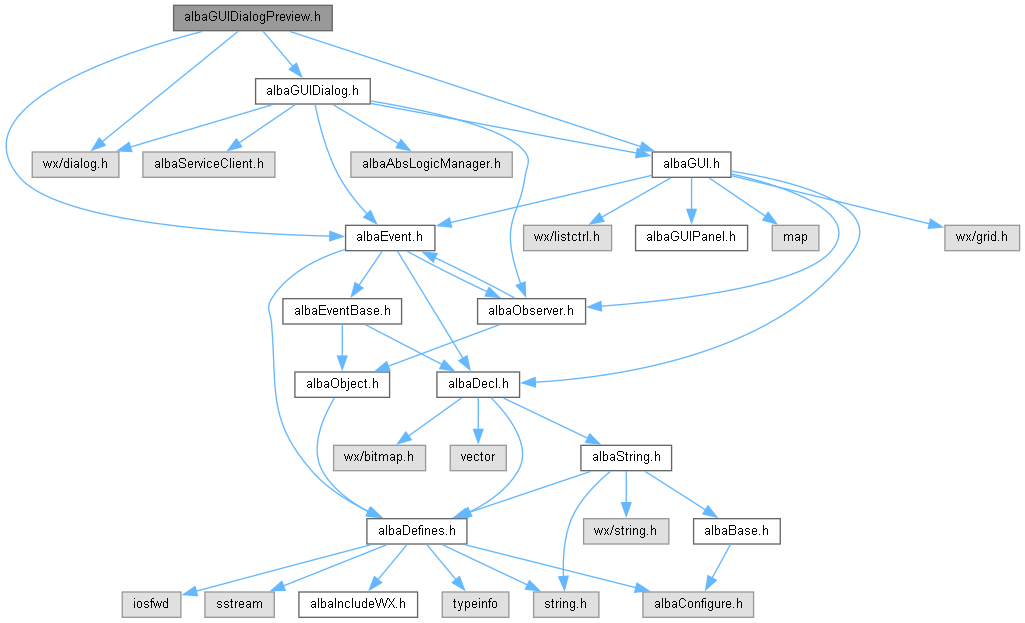 albaGUIDialogPreview.h
albaGUIDialog.h
wx/dialog.h
albaServiceClient.h
albaAbsLogicManager.h
albaGUI.h
albaEvent.h
wx/listctrl.h
albaGUIPanel.h
map
wx/grid.h
albaEventBase.h
albaObserver.h
albaObject.h
albaDecl.h
wx/bitmap.h
vector
albaString.h
albaDefines.h
wx/string.h
albaBase.h
iosfwd
sstream
albaIncludeWX.h
typeinfo
string.h
albaConfigure.h